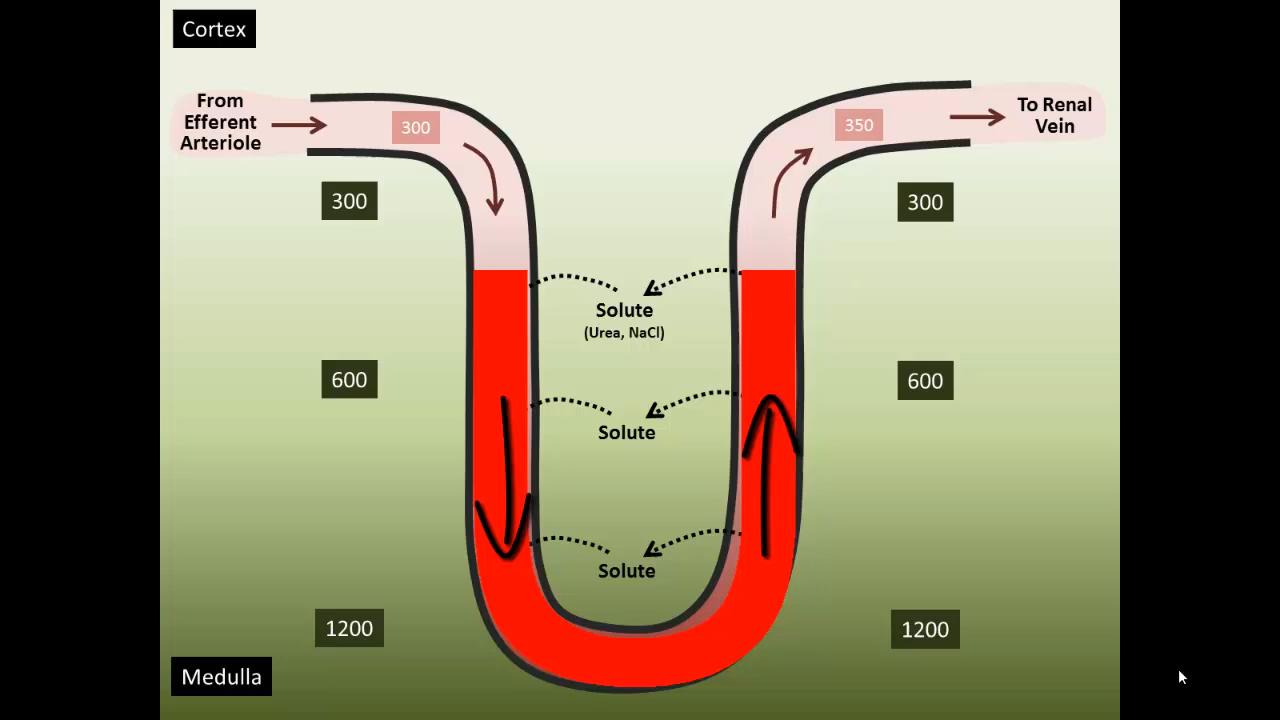 Cortex
From
Efferent
Arteriole
300
350
To Renal
Vein
300
300
Solute
(Urea, NaCl)
600
600
Solute
Solute
1200
1200
Medulla